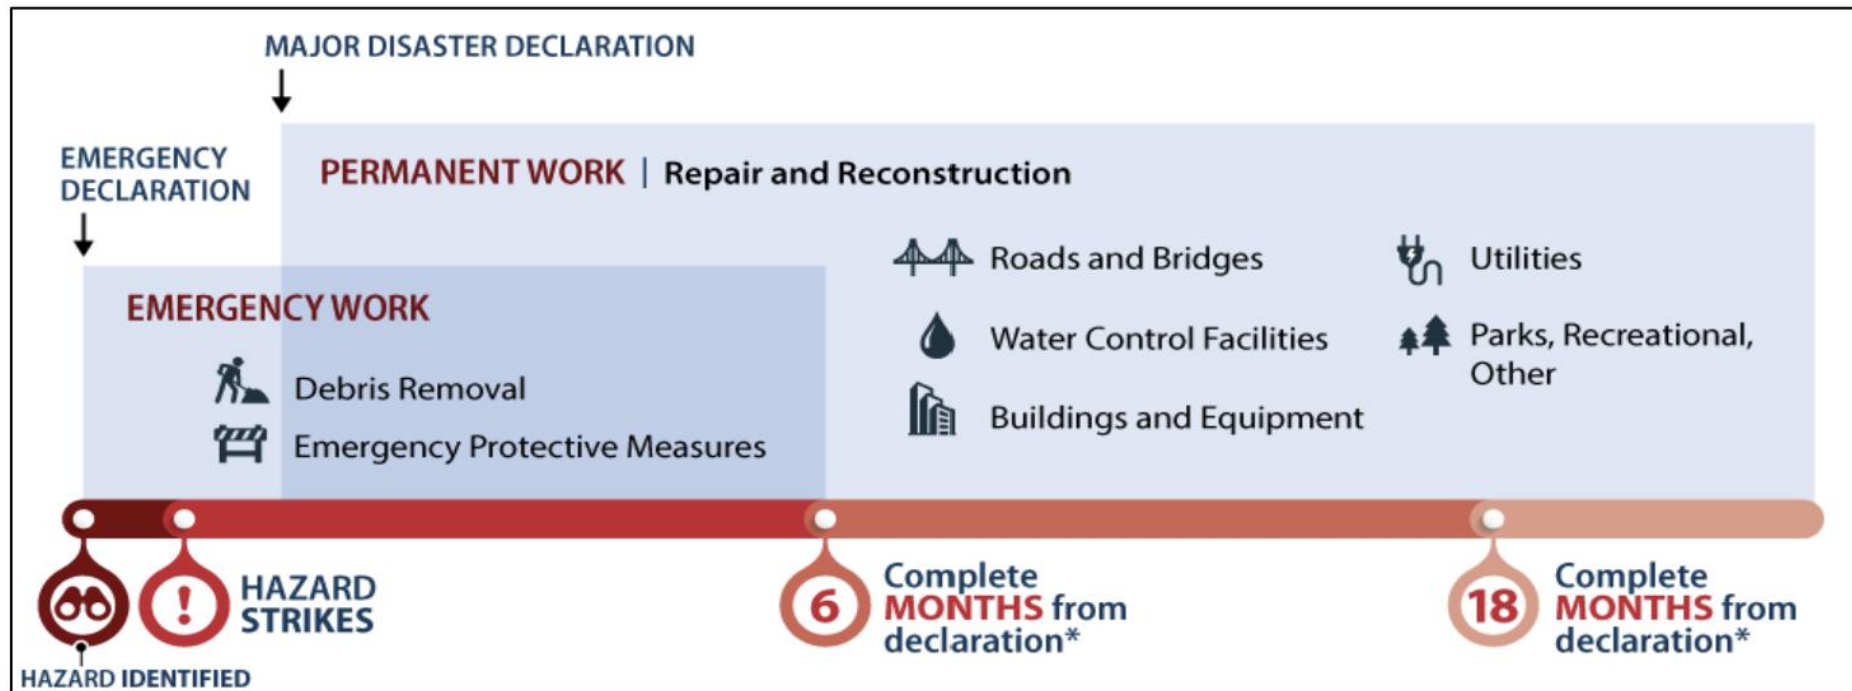 MAJOR DISASTER DECLARATION
EMERGENCY
DECLARATION
PERMANENT WORK | Repair and Reconstruction
EMERGENCY WORK
Debris Removal
Emergency Protective Measures
Roads and Bridges
Water Control Facilities
Buildings and Equipment
Utilities
Parks, Recreational,
Other
HAZARD IDENTIFIED
!
HAZARD
STRIKES
6
Complete
MONTHS from
declaration*
18
Complete
MONTHS from
declaration*